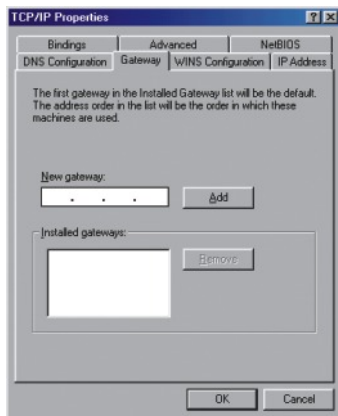 TCP/IP Properties
Bindings Advanced NetBIOS
DNS Configuration Gateway WINS Configuration IP Address
The first gateway in the Installed Gateway list will be the default.
The address order in the list will be the order in which these
machines are used.
New gateway:
. . . Add
Installed gateways:
Remove
OK Cancel